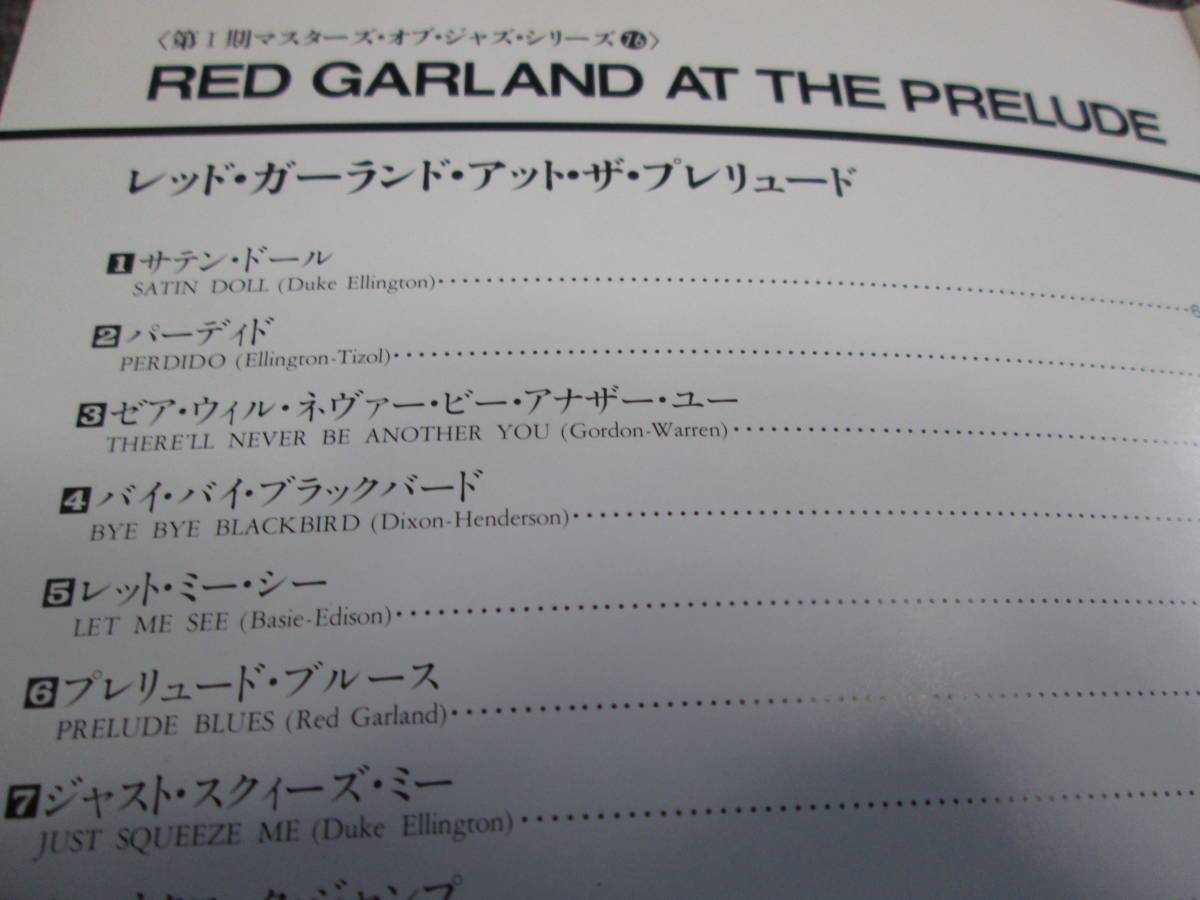 〈第Ⅰ期マスターズ・オブ・ジャズ・シリーズ76〉
RED GARLAND AT THE PRELUDE
レッド・ガーランド・アット・ザ・プレリュード
1 サテン・ドール
SATIN DOLL (Duke Ellington)
2 パーディド
PERDIDO (Ellington-Tizol)
3 ゼア・ウィル・ネヴァー・ビー・アナザー・ユー
THERE'LL NEVER BE ANOTHER YOU (Gordon-Warren)
4 バイ・バイ・ブラックバード
BYE BYE BLACKBIRD (Dixon-Henderson)
5 レット・ミー・シー
LET ME SEE (Basie-Edison)
6 プレリュード・ブルース
PRELUDE BLUES (Red Garland)
7 ジャスト・スクィーズ・ミー
JUST SQUEEZE ME (Duke Ellington)